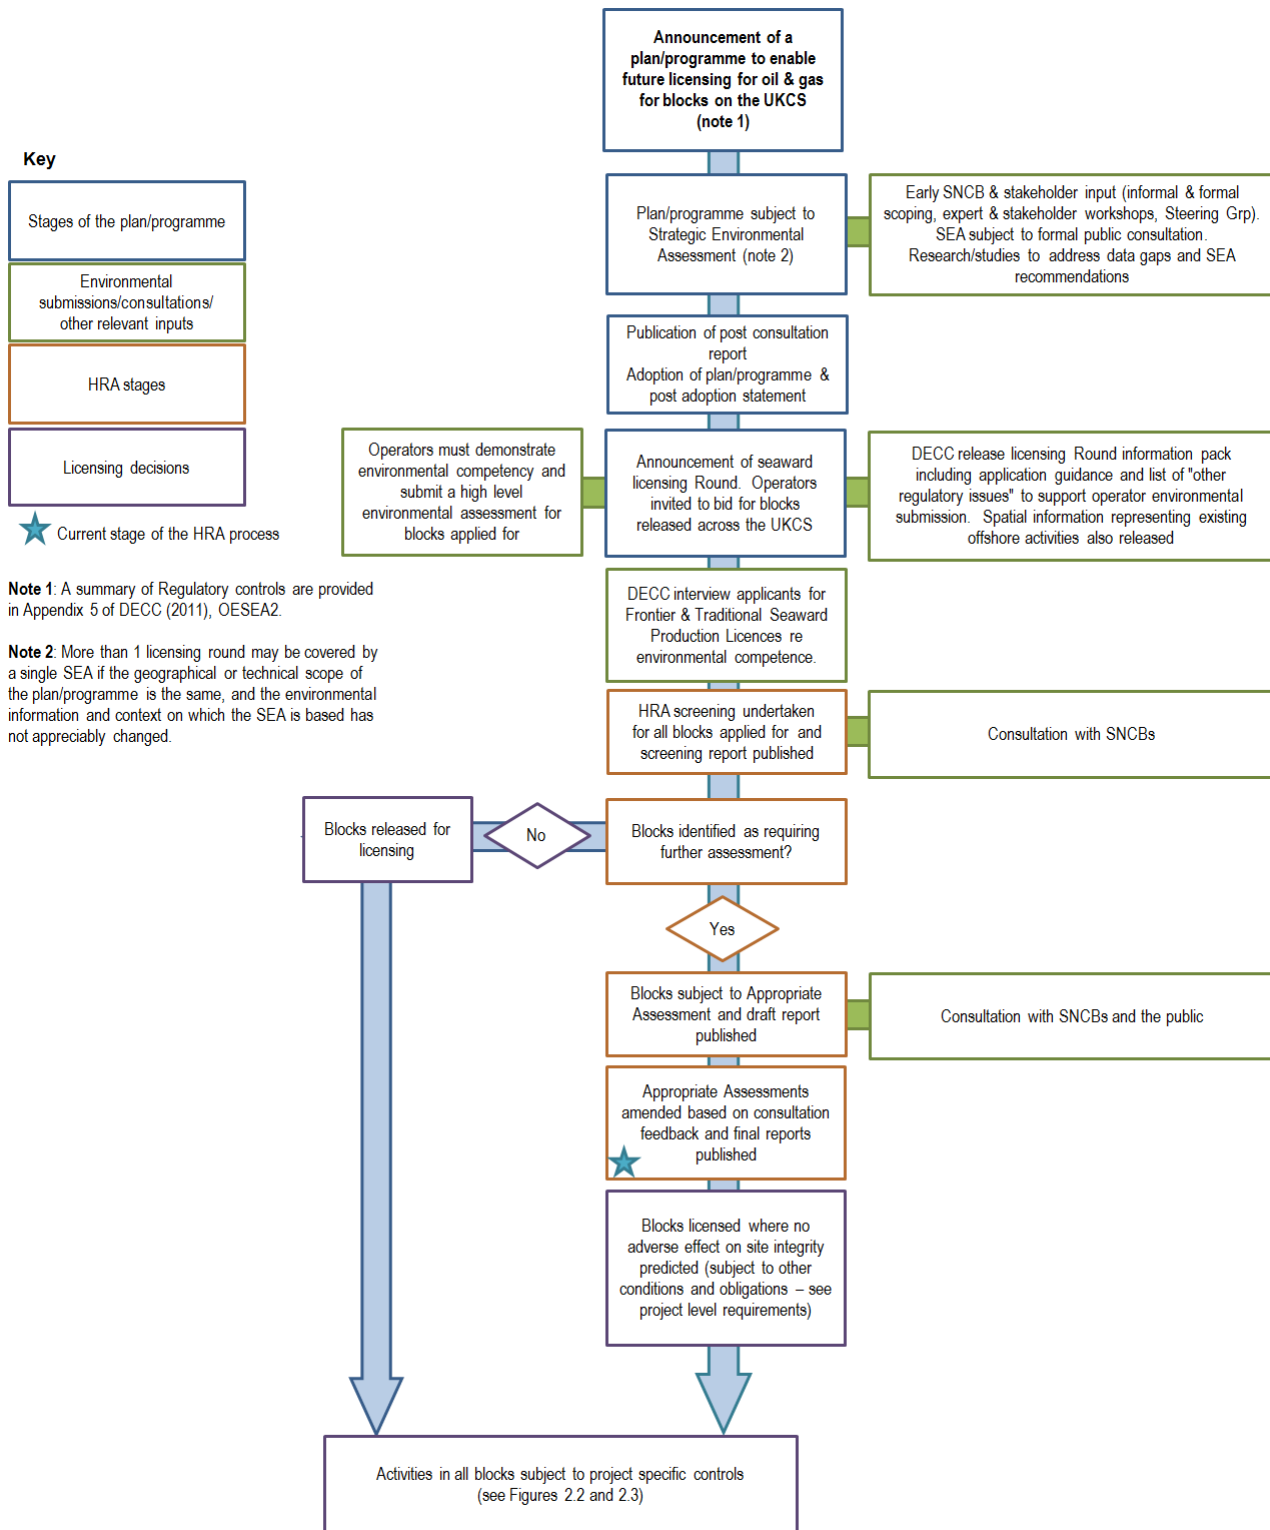 Announcement of a
plan/programme to enable
future licensing for oil & gas
for blocks on the UKCS
(note 1)
Key
Stages of the plan/programme
Environmental
submissions/consultations/
other relevant inputs
HRA stages
Licensing decisions
Current stage of the HRA process
Note 1: A summary of Regulatory controls are provided
in Appendix 5 of DECC (2011), OESEA2.
Note 2: More than 1 licensing round may be covered by
a single SEA if the geographical or technical scope of
the plan/programme is the same, and the environmental
information and context on which the SEA is based has
not appreciably changed.
Plan/programme subject to
Strategic Environmental
Assessment (note 2)
Early SNCB & stakeholder input (informal & formal
scoping, expert & stakeholder workshops, Steering Grp).
SEA subject to formal public consultation.
Research/studies to address data gaps and SEA
recommendations
Publication of post consultation
report
Adoption of plan/programme &
post adoption statement
Operators must demonstrate
environmental competency and
submit a high level
environmental assessment for
blocks applied for
Announcement of seaward
licensing Round. Operators
invited to bid for blocks
released across the UKCS
DECC release licensing Round information pack
including application guidance and list of "other
regulatory issues" to support operator environmental
submission. Spatial information representing existing
offshore activities also released
DECC interview applicants for
Frontier & Traditional Seaward
Production Licences re
environmental competence.
HRA screening undertaken
for all blocks applied for and
screening report published
Consultation with SNCBs
Blocks released for
licensing
No
Blocks identified as requiring
further assessment?
Yes
Blocks subject to Appropriate
Assessment and draft report
published
Consultation with SNCBs and the public
Appropriate Assessments
amended based on consultation
feedback and final reports
published
Blocks licensed where no
adverse effect on site integrity
predicted (subject to other
conditions and obligations – see
project level requirements)
Activities in all blocks subject to project specific controls
(see Figures 2.2 and 2.3)